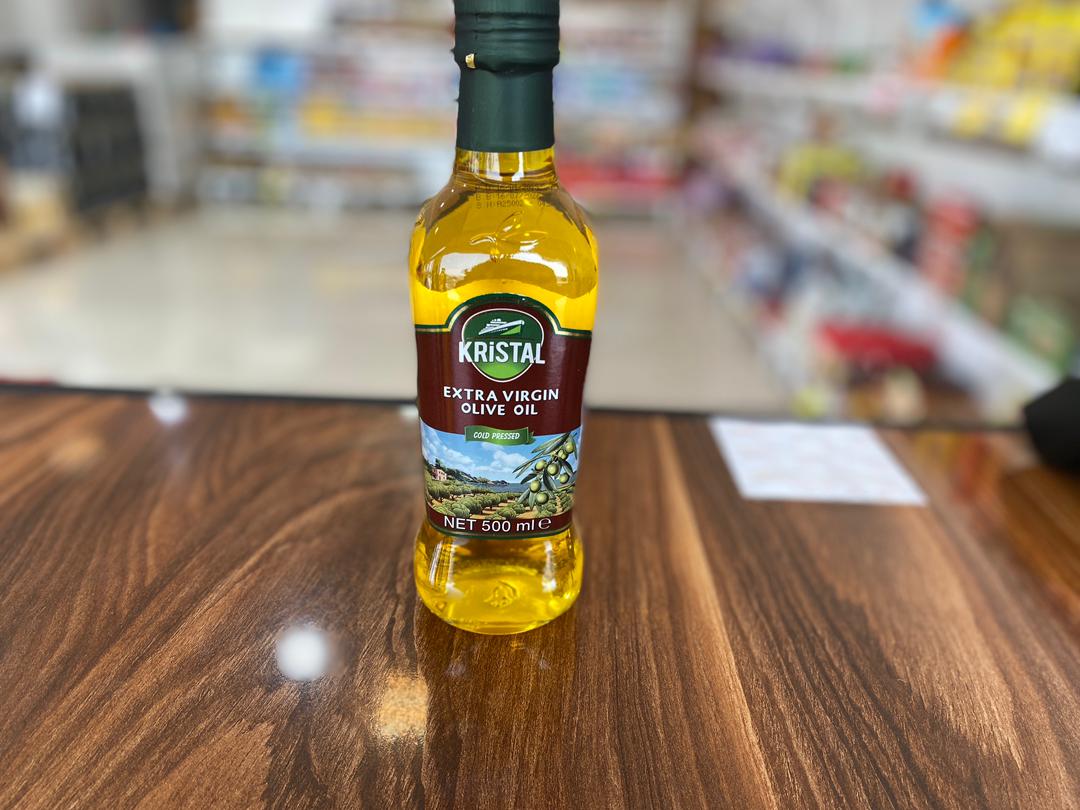 KRiSTAL
EXTRA VIRGIN
OLIVE OIL
COLD PRESSED
NET 500 ml ℮